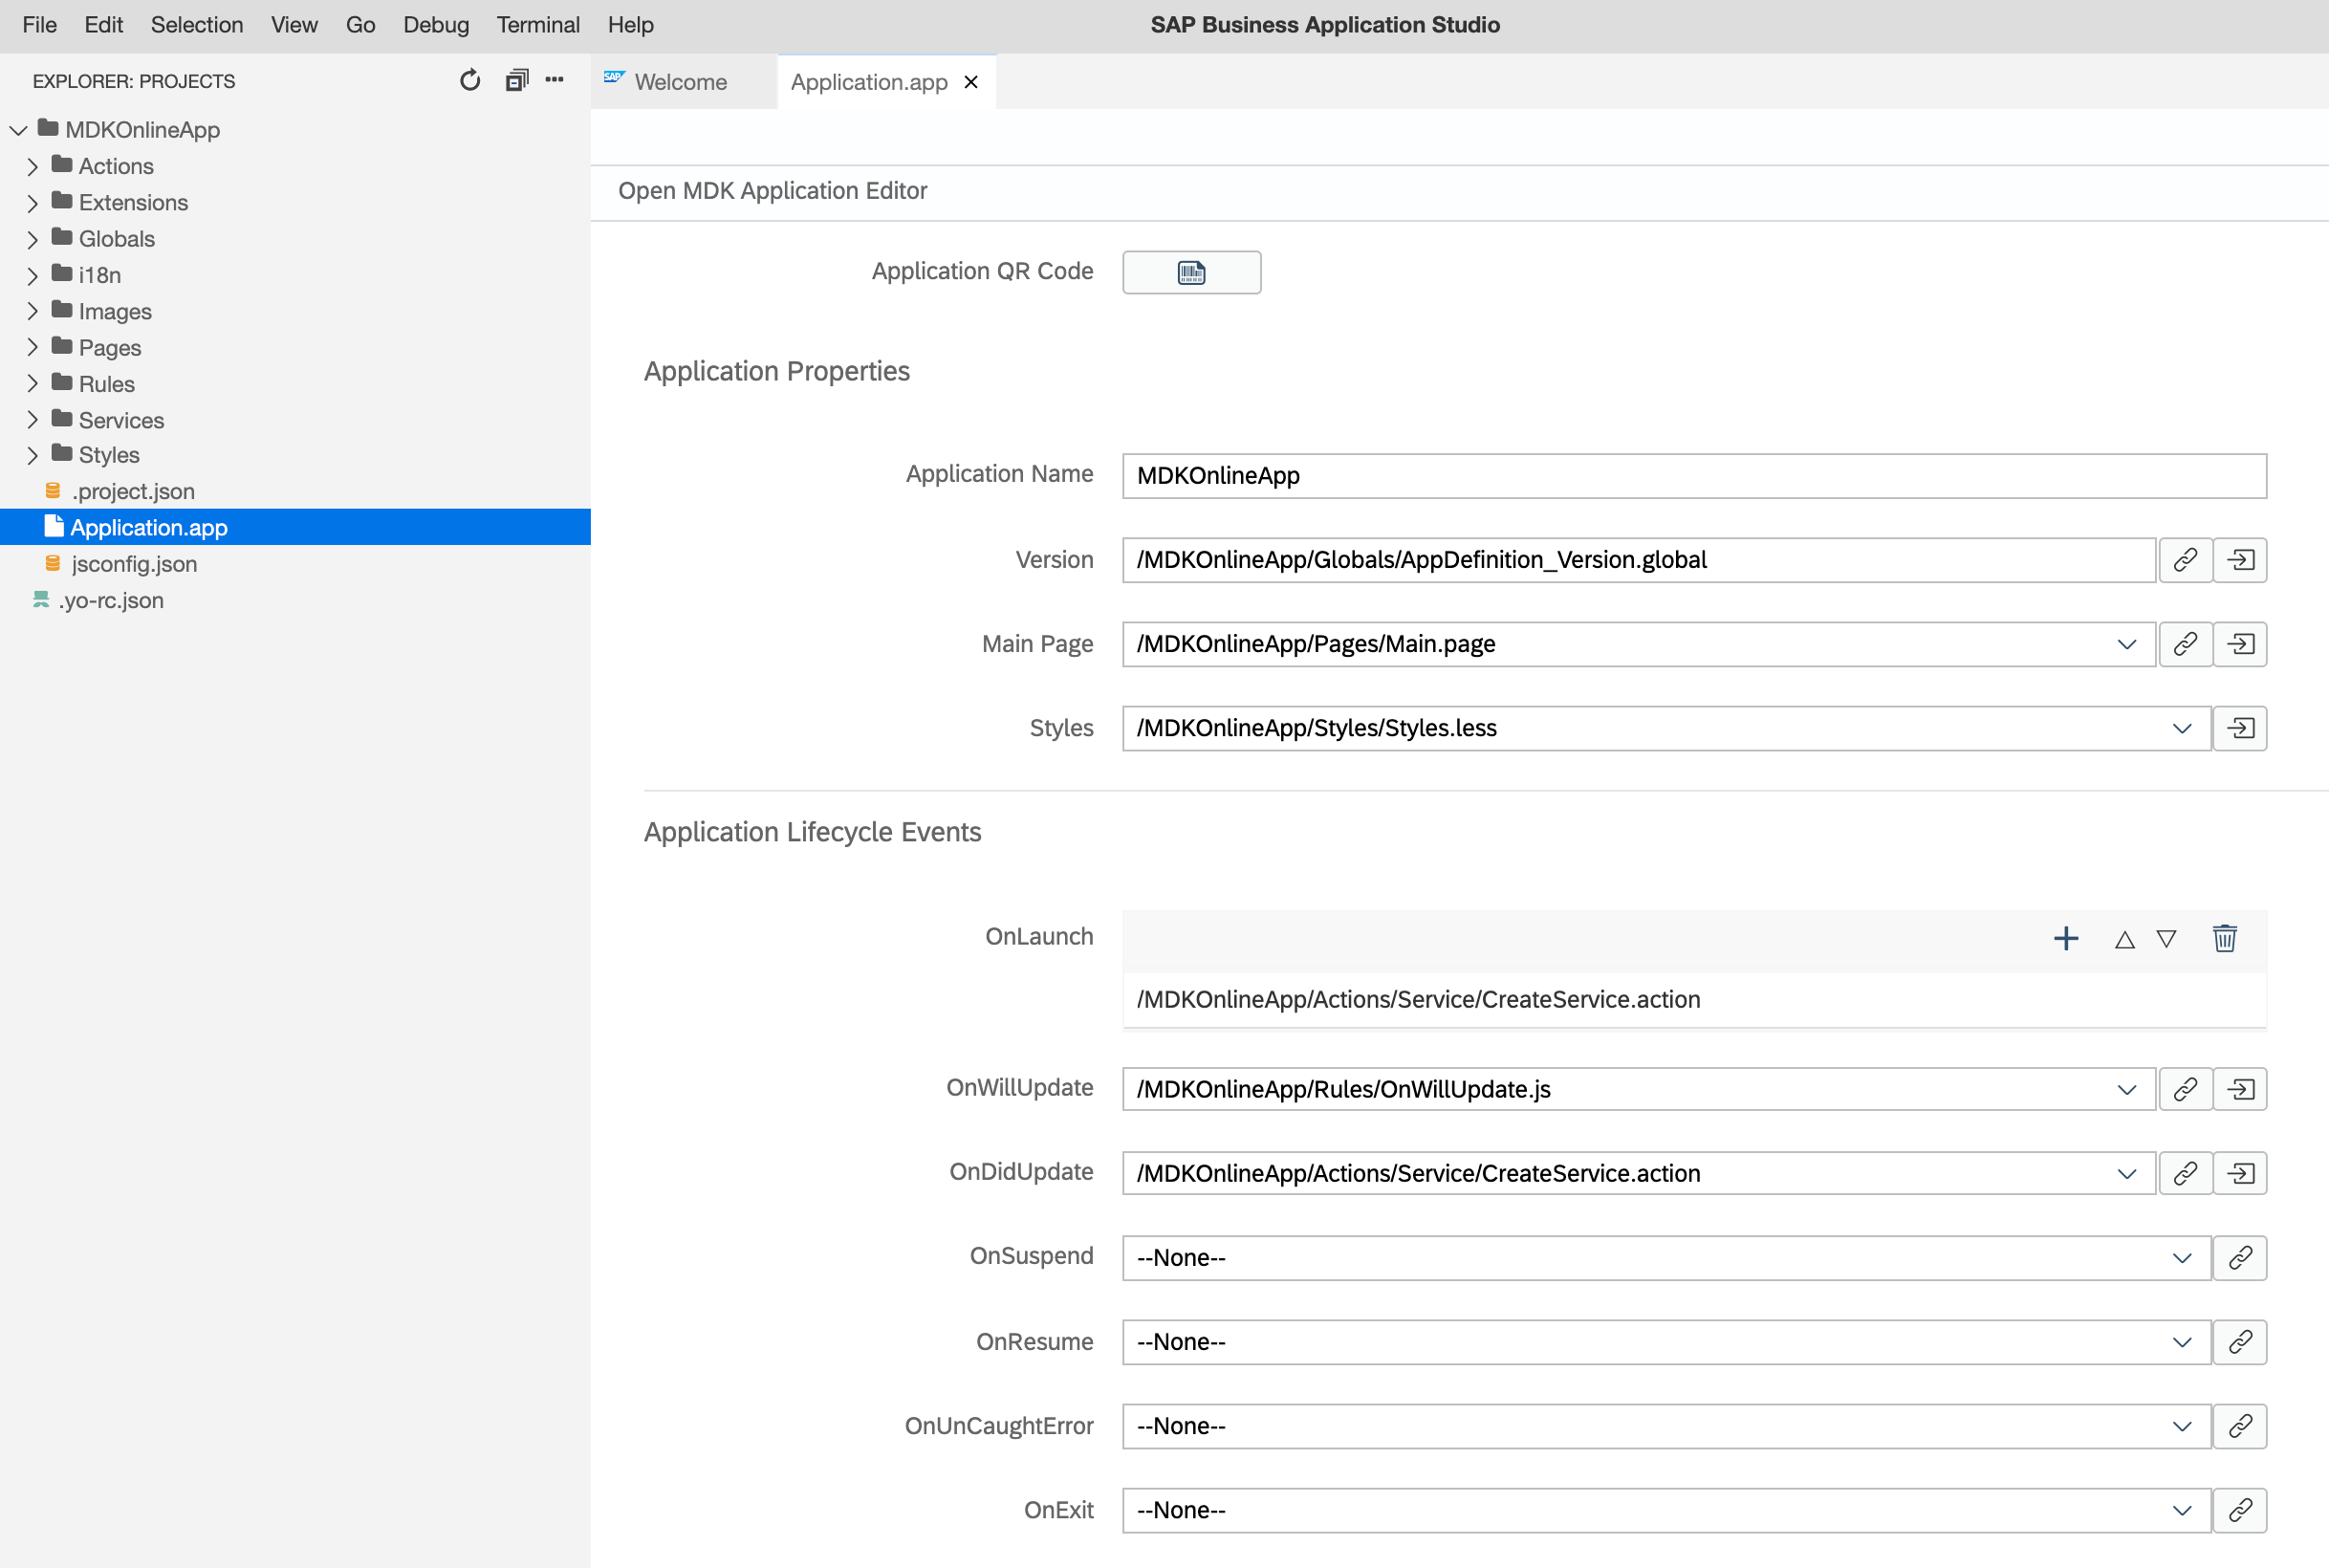 File Edit Selection View Go Debug Terminal Help SAP Business Application Studio
EXPLORER: PROJECTS
MDKOnlineApp
Actions
Extensions
Globals
i18n
Images
Pages
Rules
Services
Styles
.project.json
Application.app
jsconfig.json
.yo-rc.json
SAP Welcome Application.app
Open MDK Application Editor
Application QR Code
Application Properties
Application Name MDKOnlineApp
Version /MDKOnlineApp/Globals/AppDefinition_Version.global
Main Page /MDKOnlineApp/Pages/Main.page
Styles /MDKOnlineApp/Styles/Styles.less
Application Lifecycle Events
OnLaunch
/MDKOnlineApp/Actions/Service/CreateService.action
OnWillUpdate /MDKOnlineApp/Rules/OnWillUpdate.js
OnDidUpdate /MDKOnlineApp/Actions/Service/CreateService.action
OnSuspend --None--
OnResume --None--
OnUnCaughtError --None--
OnExit --None--